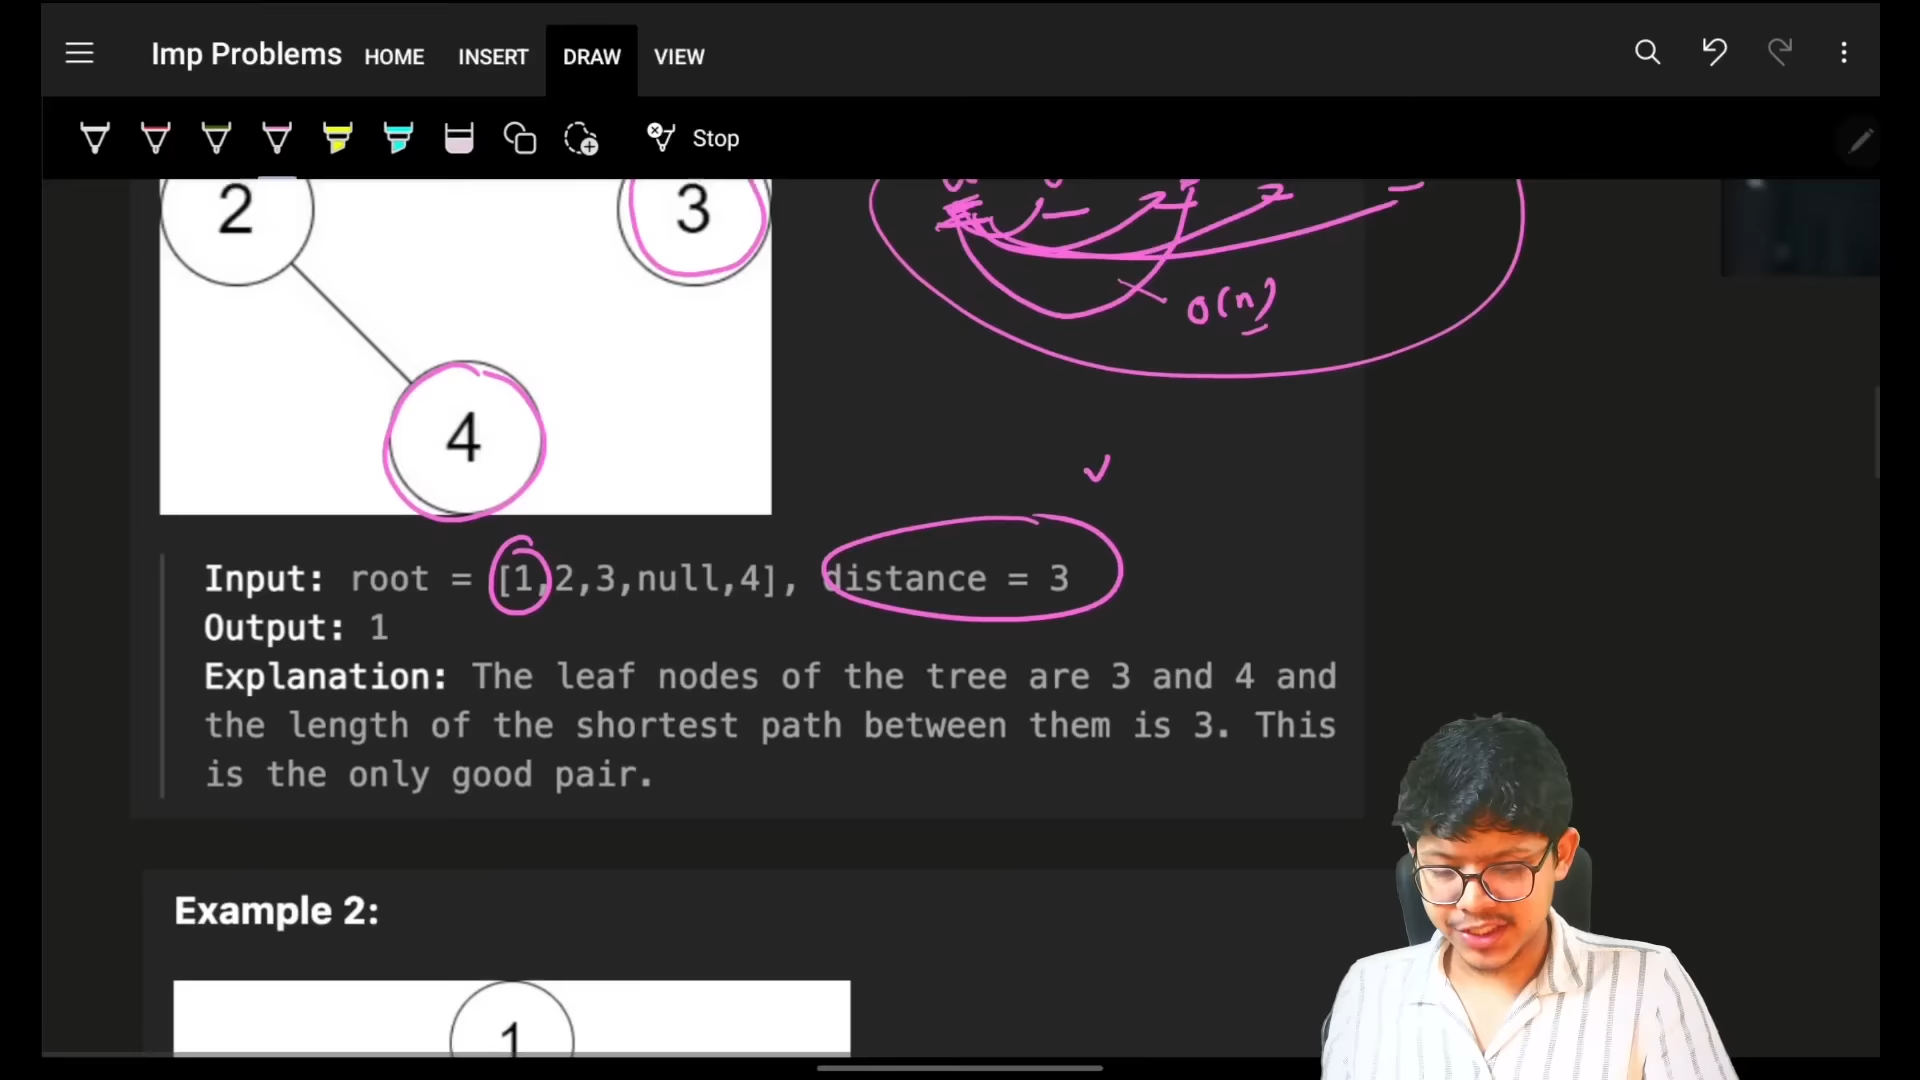 Imp Problems HOME INSERT DRAW VIEW
Stop
2
3
O(n)
4
Input: root = [1,2,3,null,4], distance = 3
Output: 1
Explanation: The leaf nodes of the tree are 3 and 4 and
the length of the shortest path between them is 3. This
is the only good pair.
Example 2:
1